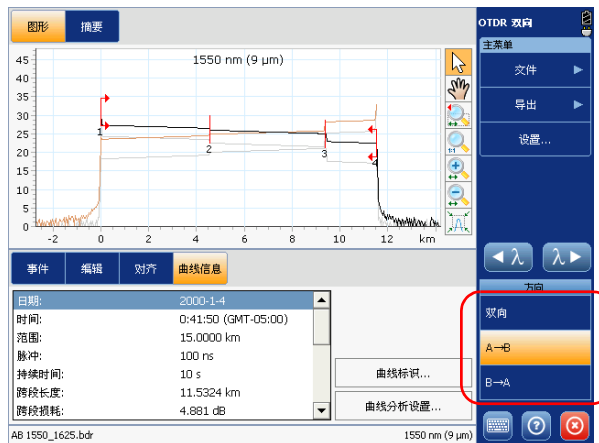 图形
摘要
1550 nm (9 µm)
45
40
35
30
25
20
15
10
5
0
1
2
3
4
-2
0
2
4
6
8
10
12
km
1:1
事件
编辑
对齐
曲线信息
日期: 2000-1-4
时间: 0:41:50 (GMT-05:00)
范围: 15.0000 km
脉冲: 100 ns
持续时间: 10 s
跨段长度: 11.5324 km
跨段损耗: 4.881 dB
曲线标识...
曲线分析设置...
AB 1550_1625.bdr
1550 nm (9 µm)
OTDR 双向
主菜单
文件
导出
设置...
λ
λ
方向
双向
A→B
B→A